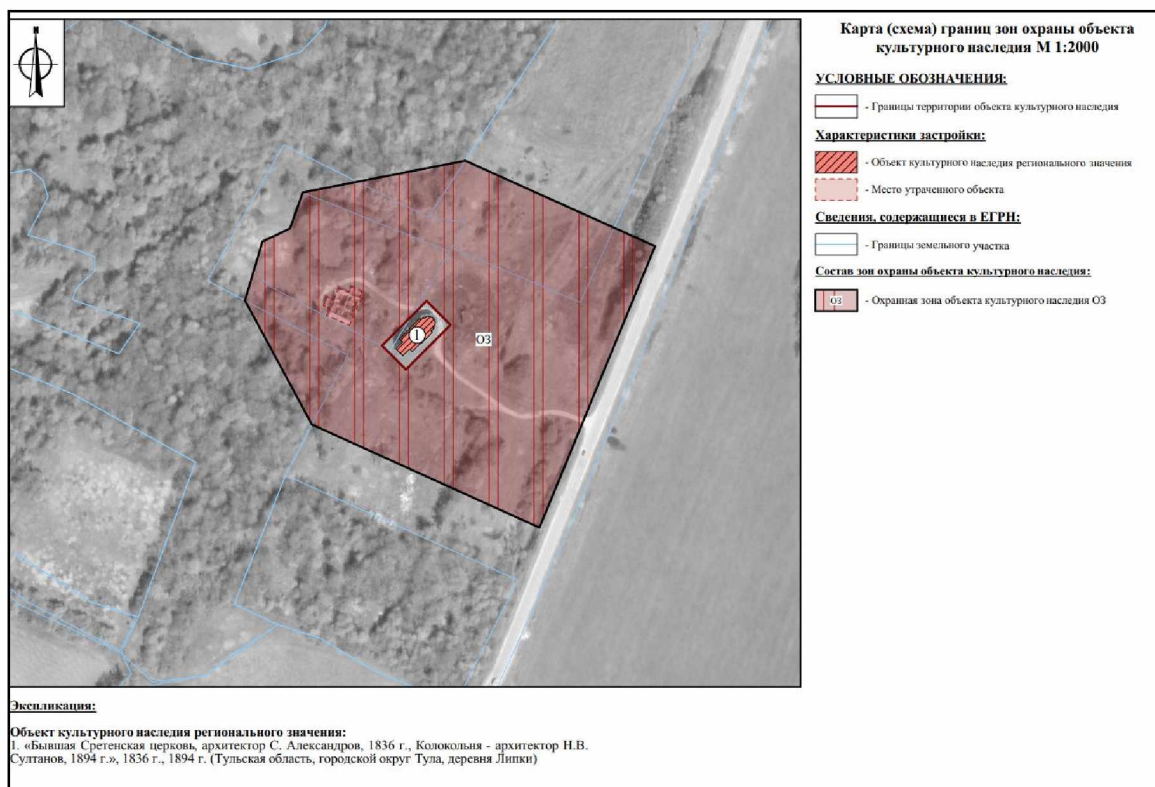 N
Карта (схема) границ зон охраны объекта
культурного наследия М 1:2000
УСЛОВНЫЕ ОБОЗНАЧЕНИЯ:
- Границы территории объекта культурного наследия
Характеристики застройки:
- Объект культурного наследия регионального значения
- Место утраченного объекта
Сведения, содержащиеся в ЕГРН:
- Границы земельного участка
Состав зон охраны объекта культурного наследия:
ОЗ
- Охранная зона объекта культурного наследия ОЗ
1
ОЗ
Экспликация:
Объект культурного наследия регионального значения:
1. «Бывшая Сретенская церковь, архитектор С. Александров, 1836 г., Колокольня - архитектор Н.В.
Султанов, 1894 г.», 1836 г., 1894 г. (Тульская область, городской округ Тула, деревня Липки)